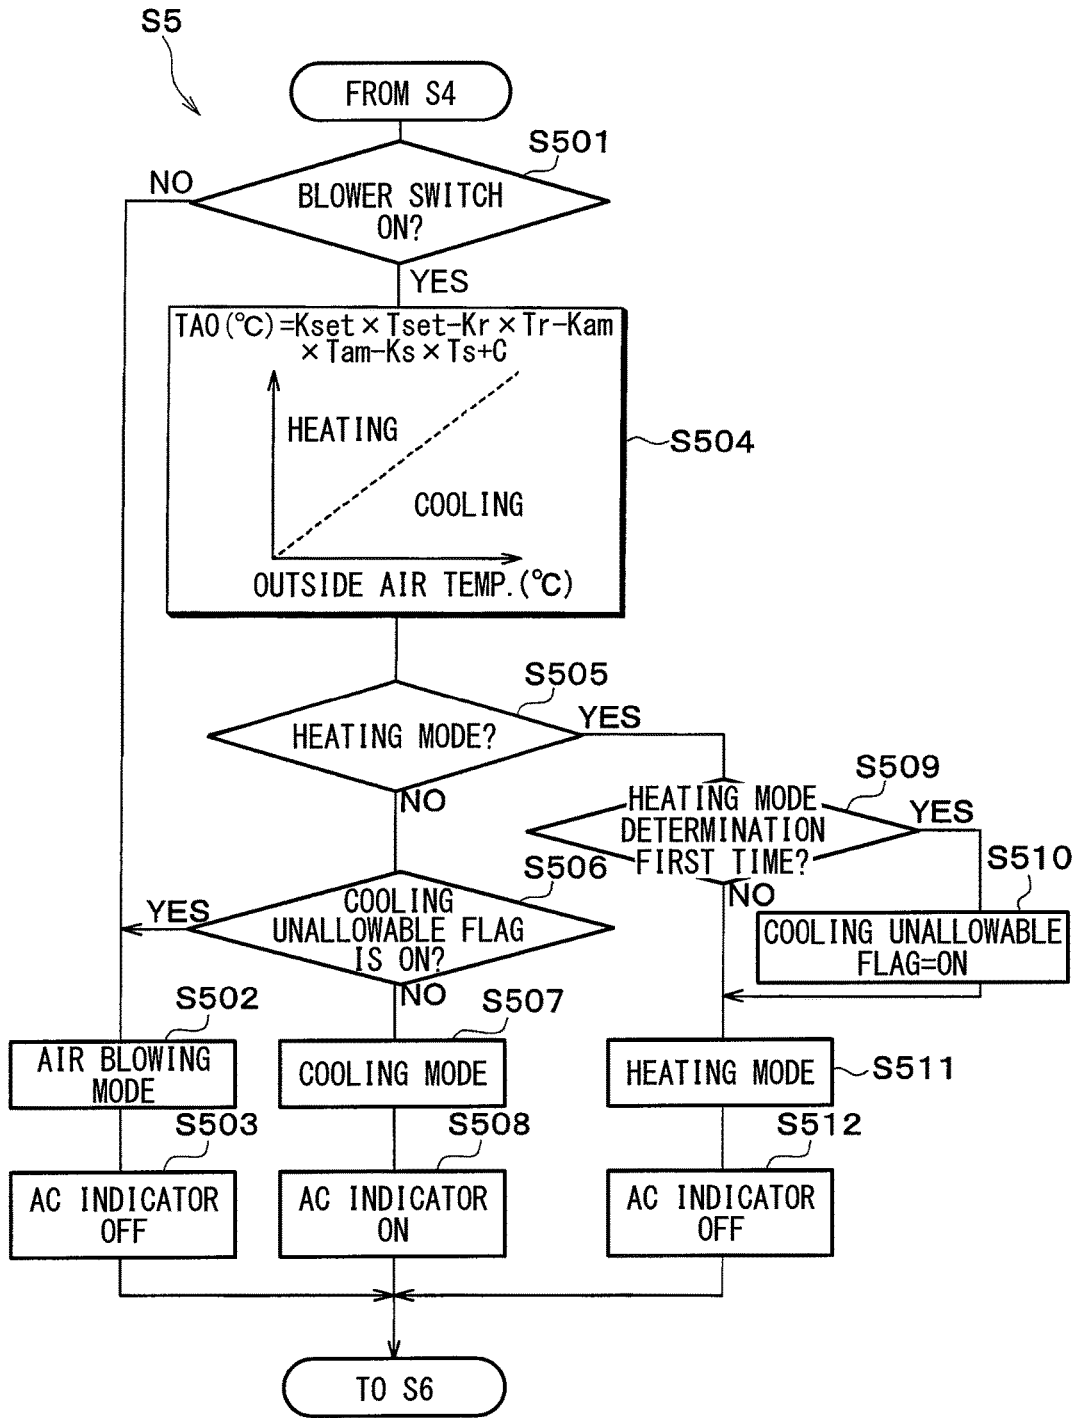 S5
FROM S4
S501
NO
BLOWER SWITCH
ON?
YES
TAO(℃)=Kset×Tset-Kr×Tr-Kam
×Tam-Ks×Ts+C
HEATING
S504
COOLING
OUTSIDE AIR TEMP.(℃)
S505
YES
HEATING MODE?
NO
S509
HEATING MODE
DETERMINATION
FIRST TIME?
YES
NO
S510
COOLING UNALLOWABLE
FLAG=ON
S506
YES
COOLING
UNALLOWABLE FLAG
IS ON?
NO
S502
AIR BLOWING
MODE
S507
COOLING MODE
HEATING MODE
S511
S503
AC INDICATOR
OFF
S508
AC INDICATOR
ON
S512
AC INDICATOR
OFF
TO S6